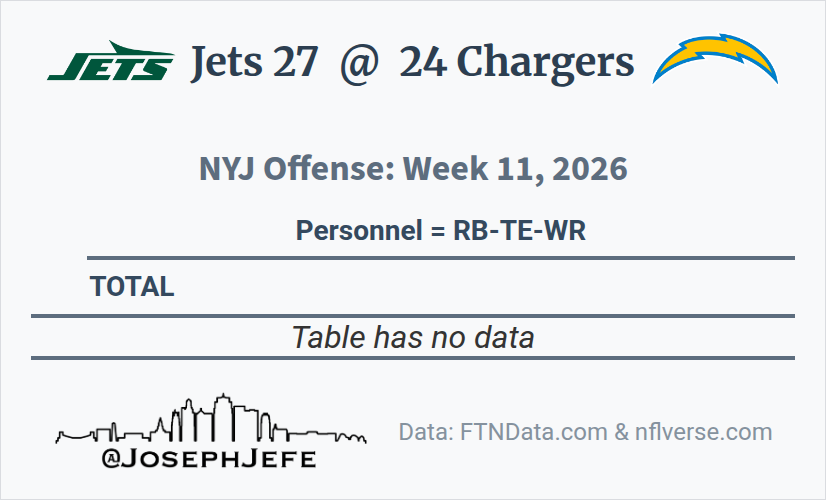 JETS Jets 27 @ 24 Chargers
NYJ Offense: Week 11, 2026
Personnel = RB-TE-WR
TOTAL
Table has no data
@JOSEPHJEFE
Data: FTNData.com & nflverse.com